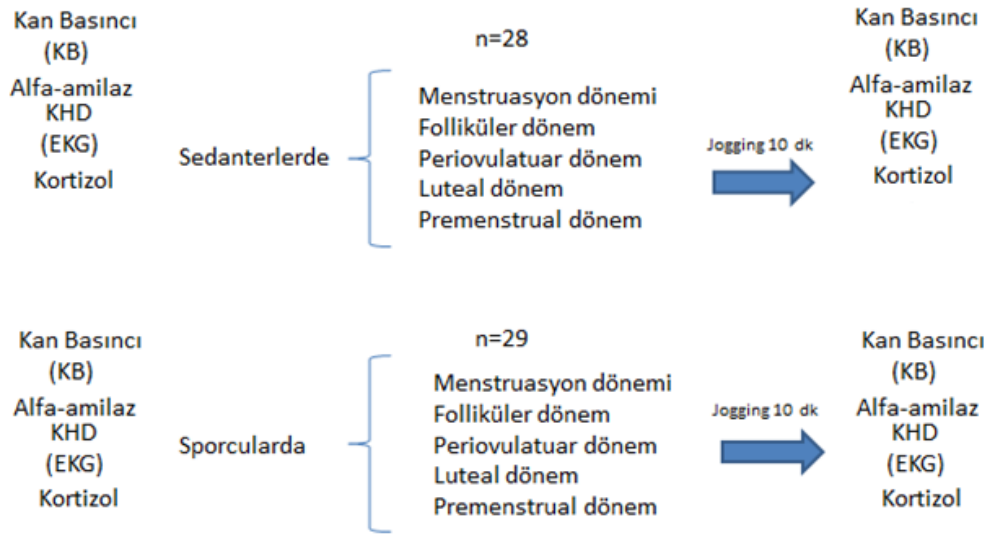 Kan Basıncı
(KB)
Alfa-amilaz
KHD
(EKG)
Kortizol
Sedanterlerde
n=28
Menstruasyon dönemi
Folliküler dönem
Periovulatuar dönem
Luteal dönem
Premenstrual dönem
Jogging 10 dk
Kan Basıncı
(KB)
Alfa-amilaz
KHD
(EKG)
Kortizol
Kan Basıncı
(KB)
Alfa-amilaz
KHD
(EKG)
Kortizol
Sporcularda
n=29
Menstruasyon dönemi
Folliküler dönem
Periovulatuar dönem
Luteal dönem
Premenstrual dönem
Jogging 10 dk
Kan Basıncı
(KB)
Alfa-amilaz
KHD
(EKG)
Kortizol